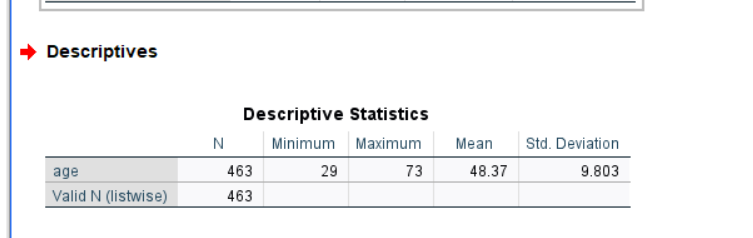 Descriptives
Descriptive Statistics
N Minimum Maximum Mean Std. Deviation
age 463 29 73 48.37 9.803
Valid N (listwise) 463